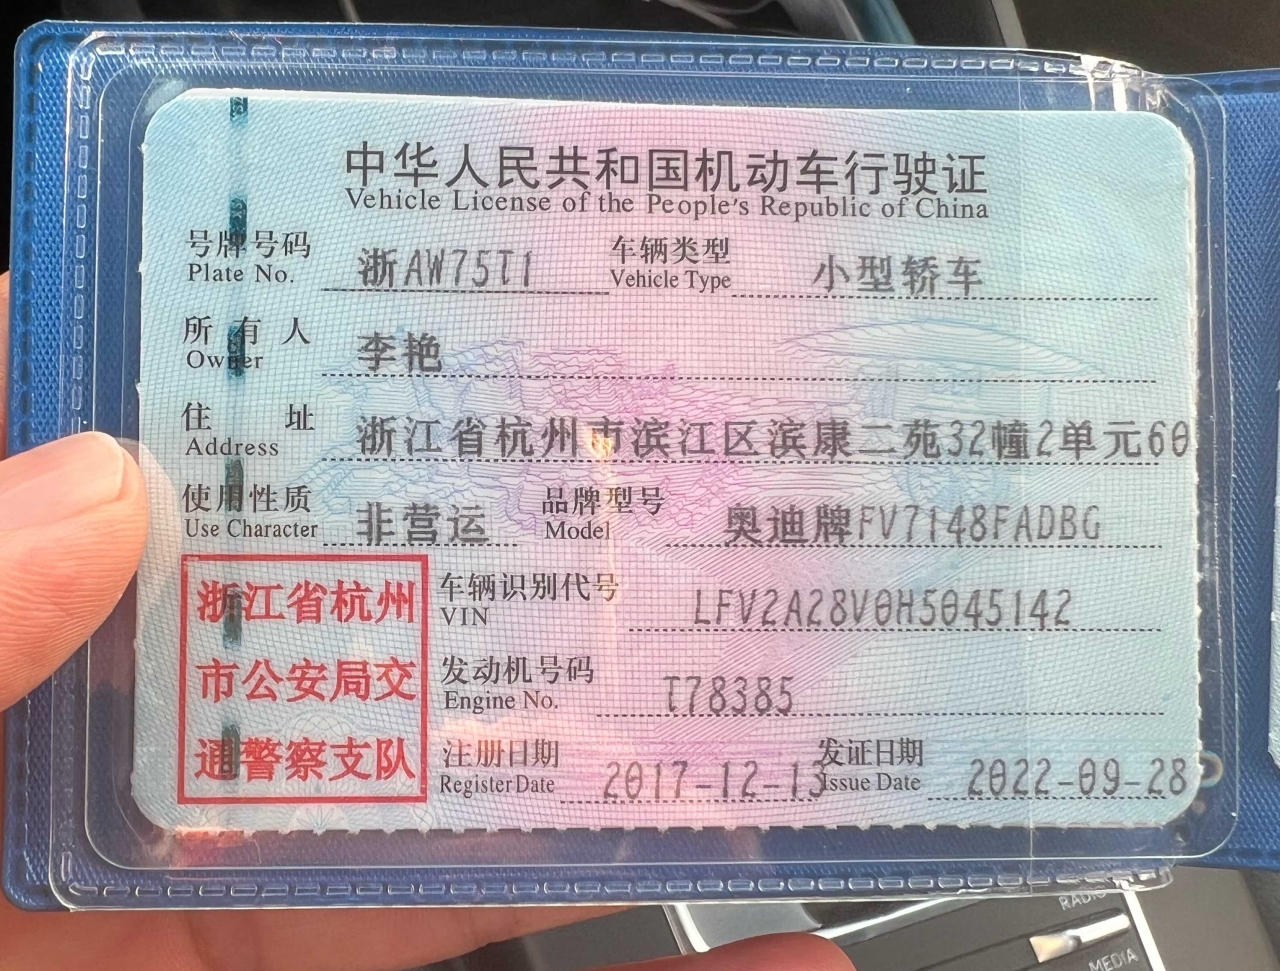 中华人民共和国机动车行驶证
Vehicle License of the People's Republic of China
号牌号码 浙AW75T1 车辆类型 小型轿车
Plate No. Vehicle Type
所有人 李艳
Owner
住址 浙江省杭州市滨江区滨康二苑32幢2单元60
Address
使用性质 非营运 品牌型号 奥迪牌FV7148FADBG
Use Character Model
浙江省杭州
市公安局交
通警察支队
车辆识别代号 LFV2A28V0H5045142
VIN
发动机号码 T78385
Engine No.
注册日期 2017-12-13 发证日期 2022-09-28
Register Date Issue Date
RADIO
MEDIA